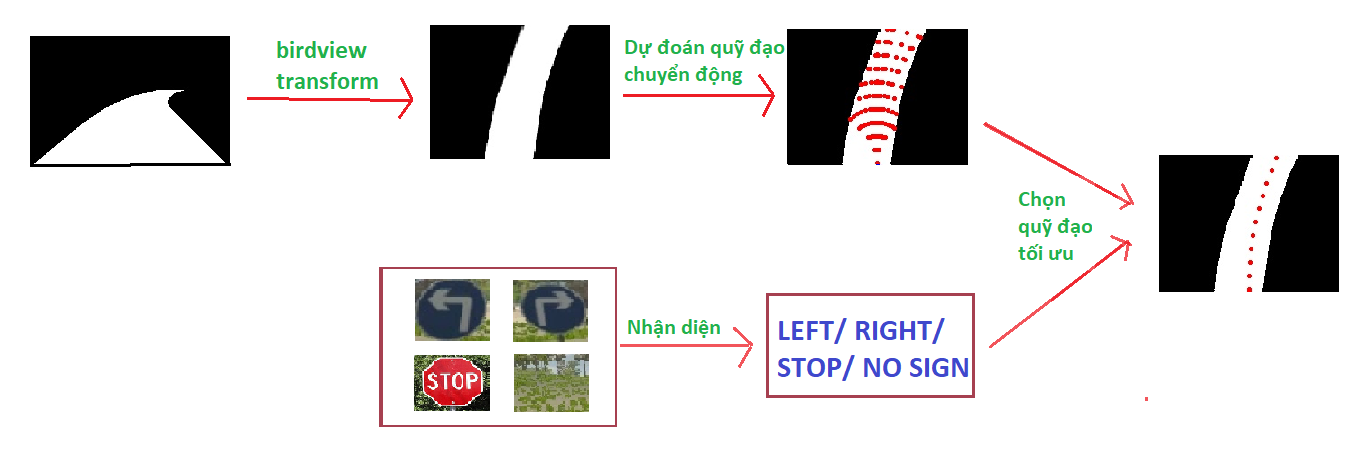 birdview
transform
Dự đoán quỹ đạo
chuyển động
Chọn
quỹ đạo
tối ưu
STOP
Nhận diện
LEFT/ RIGHT/
STOP/ NO SIGN